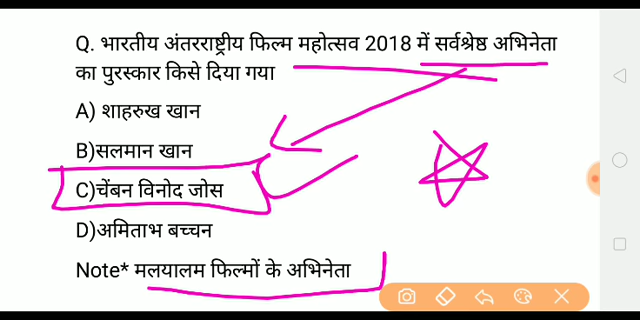 Q. भारतीय अंतरराष्ट्रीय फिल्म महोत्सव 2018 में सर्वश्रेष्ठ अभिनेता
का पुरस्कार किसे दिया गया
A) शाहरुख खान
B)सलमान खान
C)चेंबन विनोद जोस
D)अमिताभ बच्चन
Note* मलयालम फिल्मों के अभिनेता